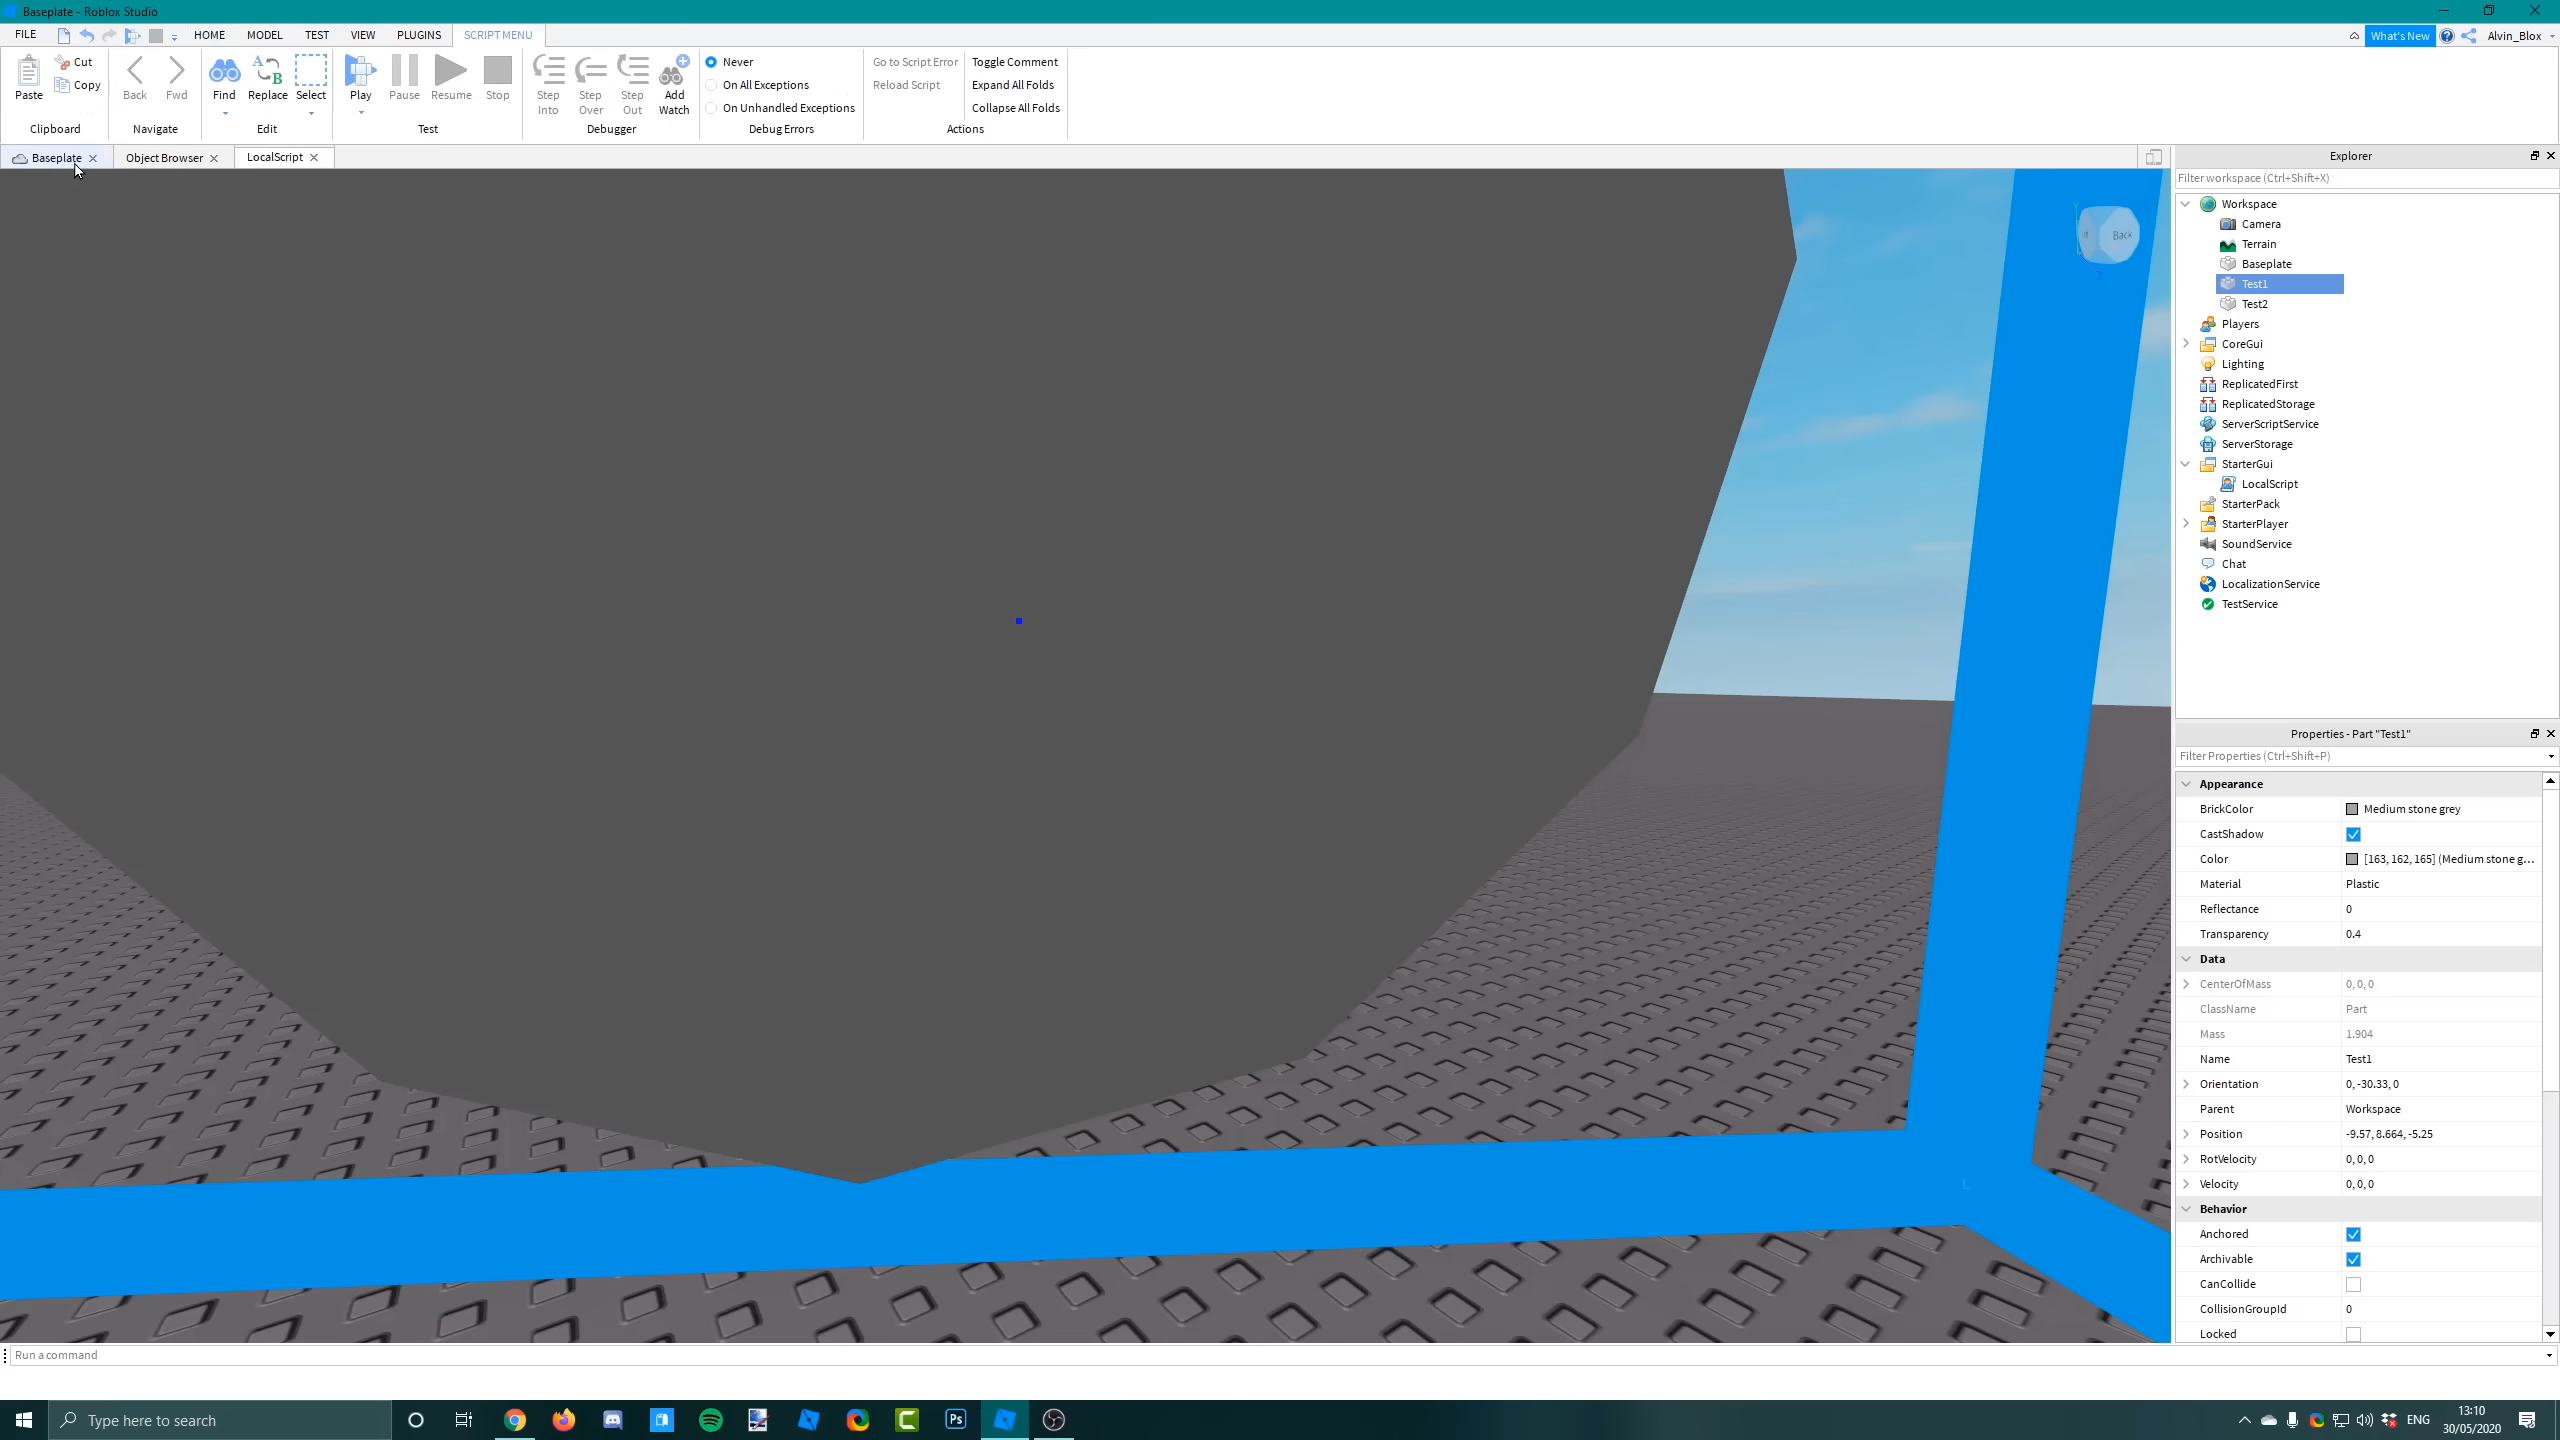 Baseplate - Roblox Studio
FILE
HOME
MODEL
TEST
VIEW
PLUGINS
SCRIPT MENU
What's New
Alvin_Blox
Paste
Cut
Copy
Clipboard
Back
Fwd
Navigate
Find
Replace
Select
Edit
Play
Pause
Resume
Stop
Test
Step Into
Step Over
Step Out
Add Watch
Debugger
Never
On All Exceptions
On Unhandled Exceptions
Debug Errors
Go to Script Error
Reload Script
Toggle Comment
Expand All Folds
Collapse All Folds
Actions
Baseplate
Object Browser
LocalScript
Back
Explorer
Filter workspace (Ctrl+Shift+X)
Workspace
Camera
Terrain
Baseplate
Test1
Test2
Players
CoreGui
Lighting
ReplicatedFirst
ReplicatedStorage
ServerScriptService
ServerStorage
StarterGui
LocalScript
StarterPack
StarterPlayer
SoundService
Chat
LocalizationService
TestService
Properties - Part "Test1"
Filter Properties (Ctrl+Shift+P)
Appearance
BrickColor Medium stone grey
CastShadow
Color [163, 162, 165] (Medium stone g...
Material Plastic
Reflectance 0
Transparency 0.4
Data
CenterOfMass 0, 0, 0
ClassName Part
Mass 1.904
Name Test1
Orientation 0, -30.33, 0
Parent Workspace
Position -9.57, 8.664, -5.25
RotVelocity 0, 0, 0
Velocity 0, 0, 0
Behavior
Anchored
Archivable
CanCollide
CollisionGroupId 0
Locked
Run a command
Type here to search
Ps
ENG
13:10
30/05/2020